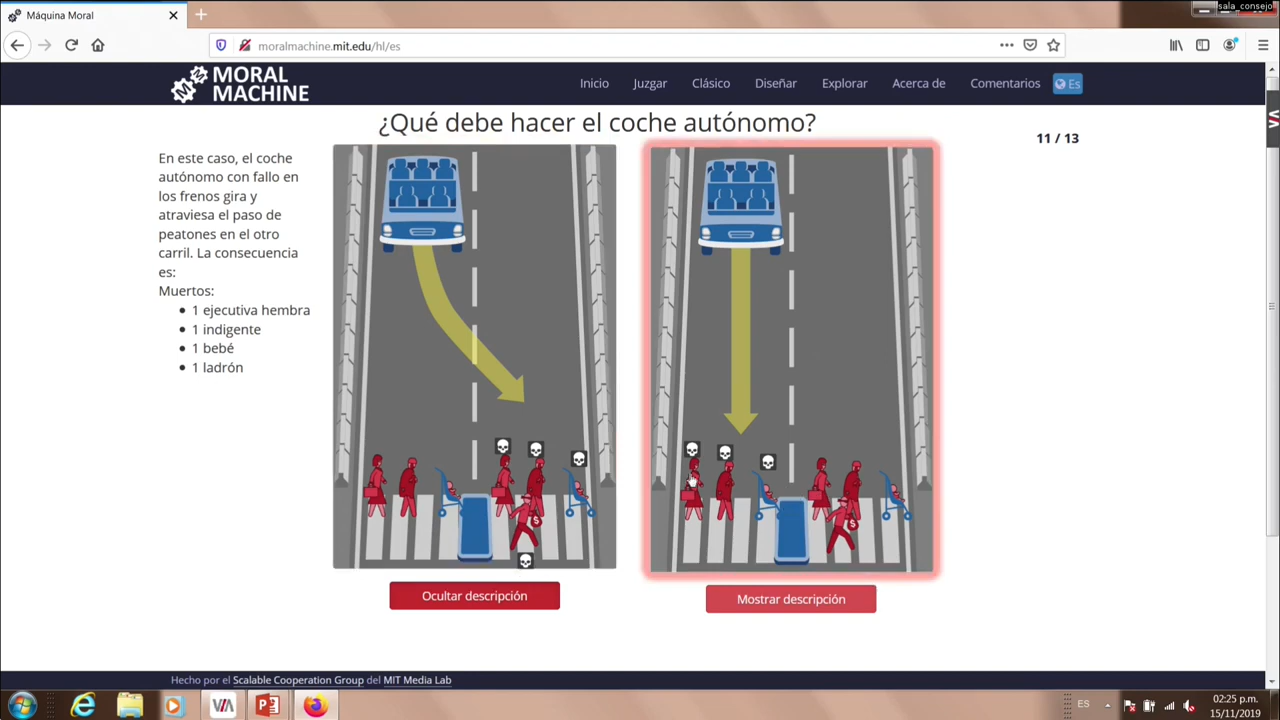 sala_consejo
Máquina Moral
moralmachine.mit.edu/hl/es
MORAL
MACHINE
Inicio
Juzgar
Clásico
Diseñar
Explorar
Acerca de
Comentarios
Es
¿Qué debe hacer el coche autónomo?
11 / 13
En este caso, el coche
autónomo con fallo en
los frenos gira y
atraviesa el paso de
peatones en el otro
carril. La consecuencia
es:
Muertos:
1 ejecutiva hembra
1 indigente
1 bebé
1 ladrón
$
$
Ocultar descripción
Mostrar descripción
Hecho por el Scalable Cooperation Group del MIT Media Lab
ES
02:25 p.m.
15/11/2019